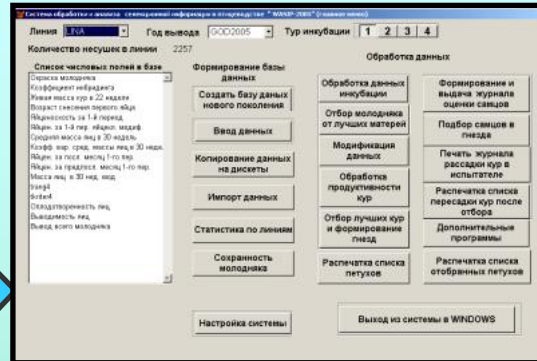 Система обработки и анализа селекционной информации в птицеводстве " WASIP-2005" (главное меню)
Линия LINA Год вывода GOD2005 Тур инкубации 1 2 3 4
Количество несушек в линии 2257
Список числовых полей в базе
Окраска молодняка
Коэффициент инбридинга
Живая масса кур в 22 недели
Возраст снесения первого яйца
Яйценоскость за 1-й период
Яйцен. за 1-й пер. яйцекл. модиф.
Средняя масса яиц в 30 недель
Коэфф. вар. сред. массы яиц в 30 неде.
Яйцен. за посл. месяц 1-го пер.
Яйцен. за предпосл. месяц 1-го пер.
Масса яиц в 30 нед. инд
Оплодотворенность яиц
Выводимость яиц
Вывод всего молодняка
Формирование базы
данных
Создать базу даных
нового поколения
Ввод данных
Копирование данных
на дискеты
Импорт данных
Статистика по линиям
Сохранность
молодняка
Настройка системы
Обработка данных
Обработка данных
инкубации
Отбор молодняка
от лучших матерей
Модификация
данных
Обработка
продуктивности
кур
Отбор лучших кур
и формирование
гнезд
Распечатка списка
петухов
Формирование и
выдача журнала
оценки самцов
Подбор самцов в
гнезда
Печать журнала
рассадки кур в
испытателе
Распечатка списка
пересадки кур после
отбора
Дополнительные
программы
Распечатка списка
отобранных петухов
Выход из системы в WINDOWS